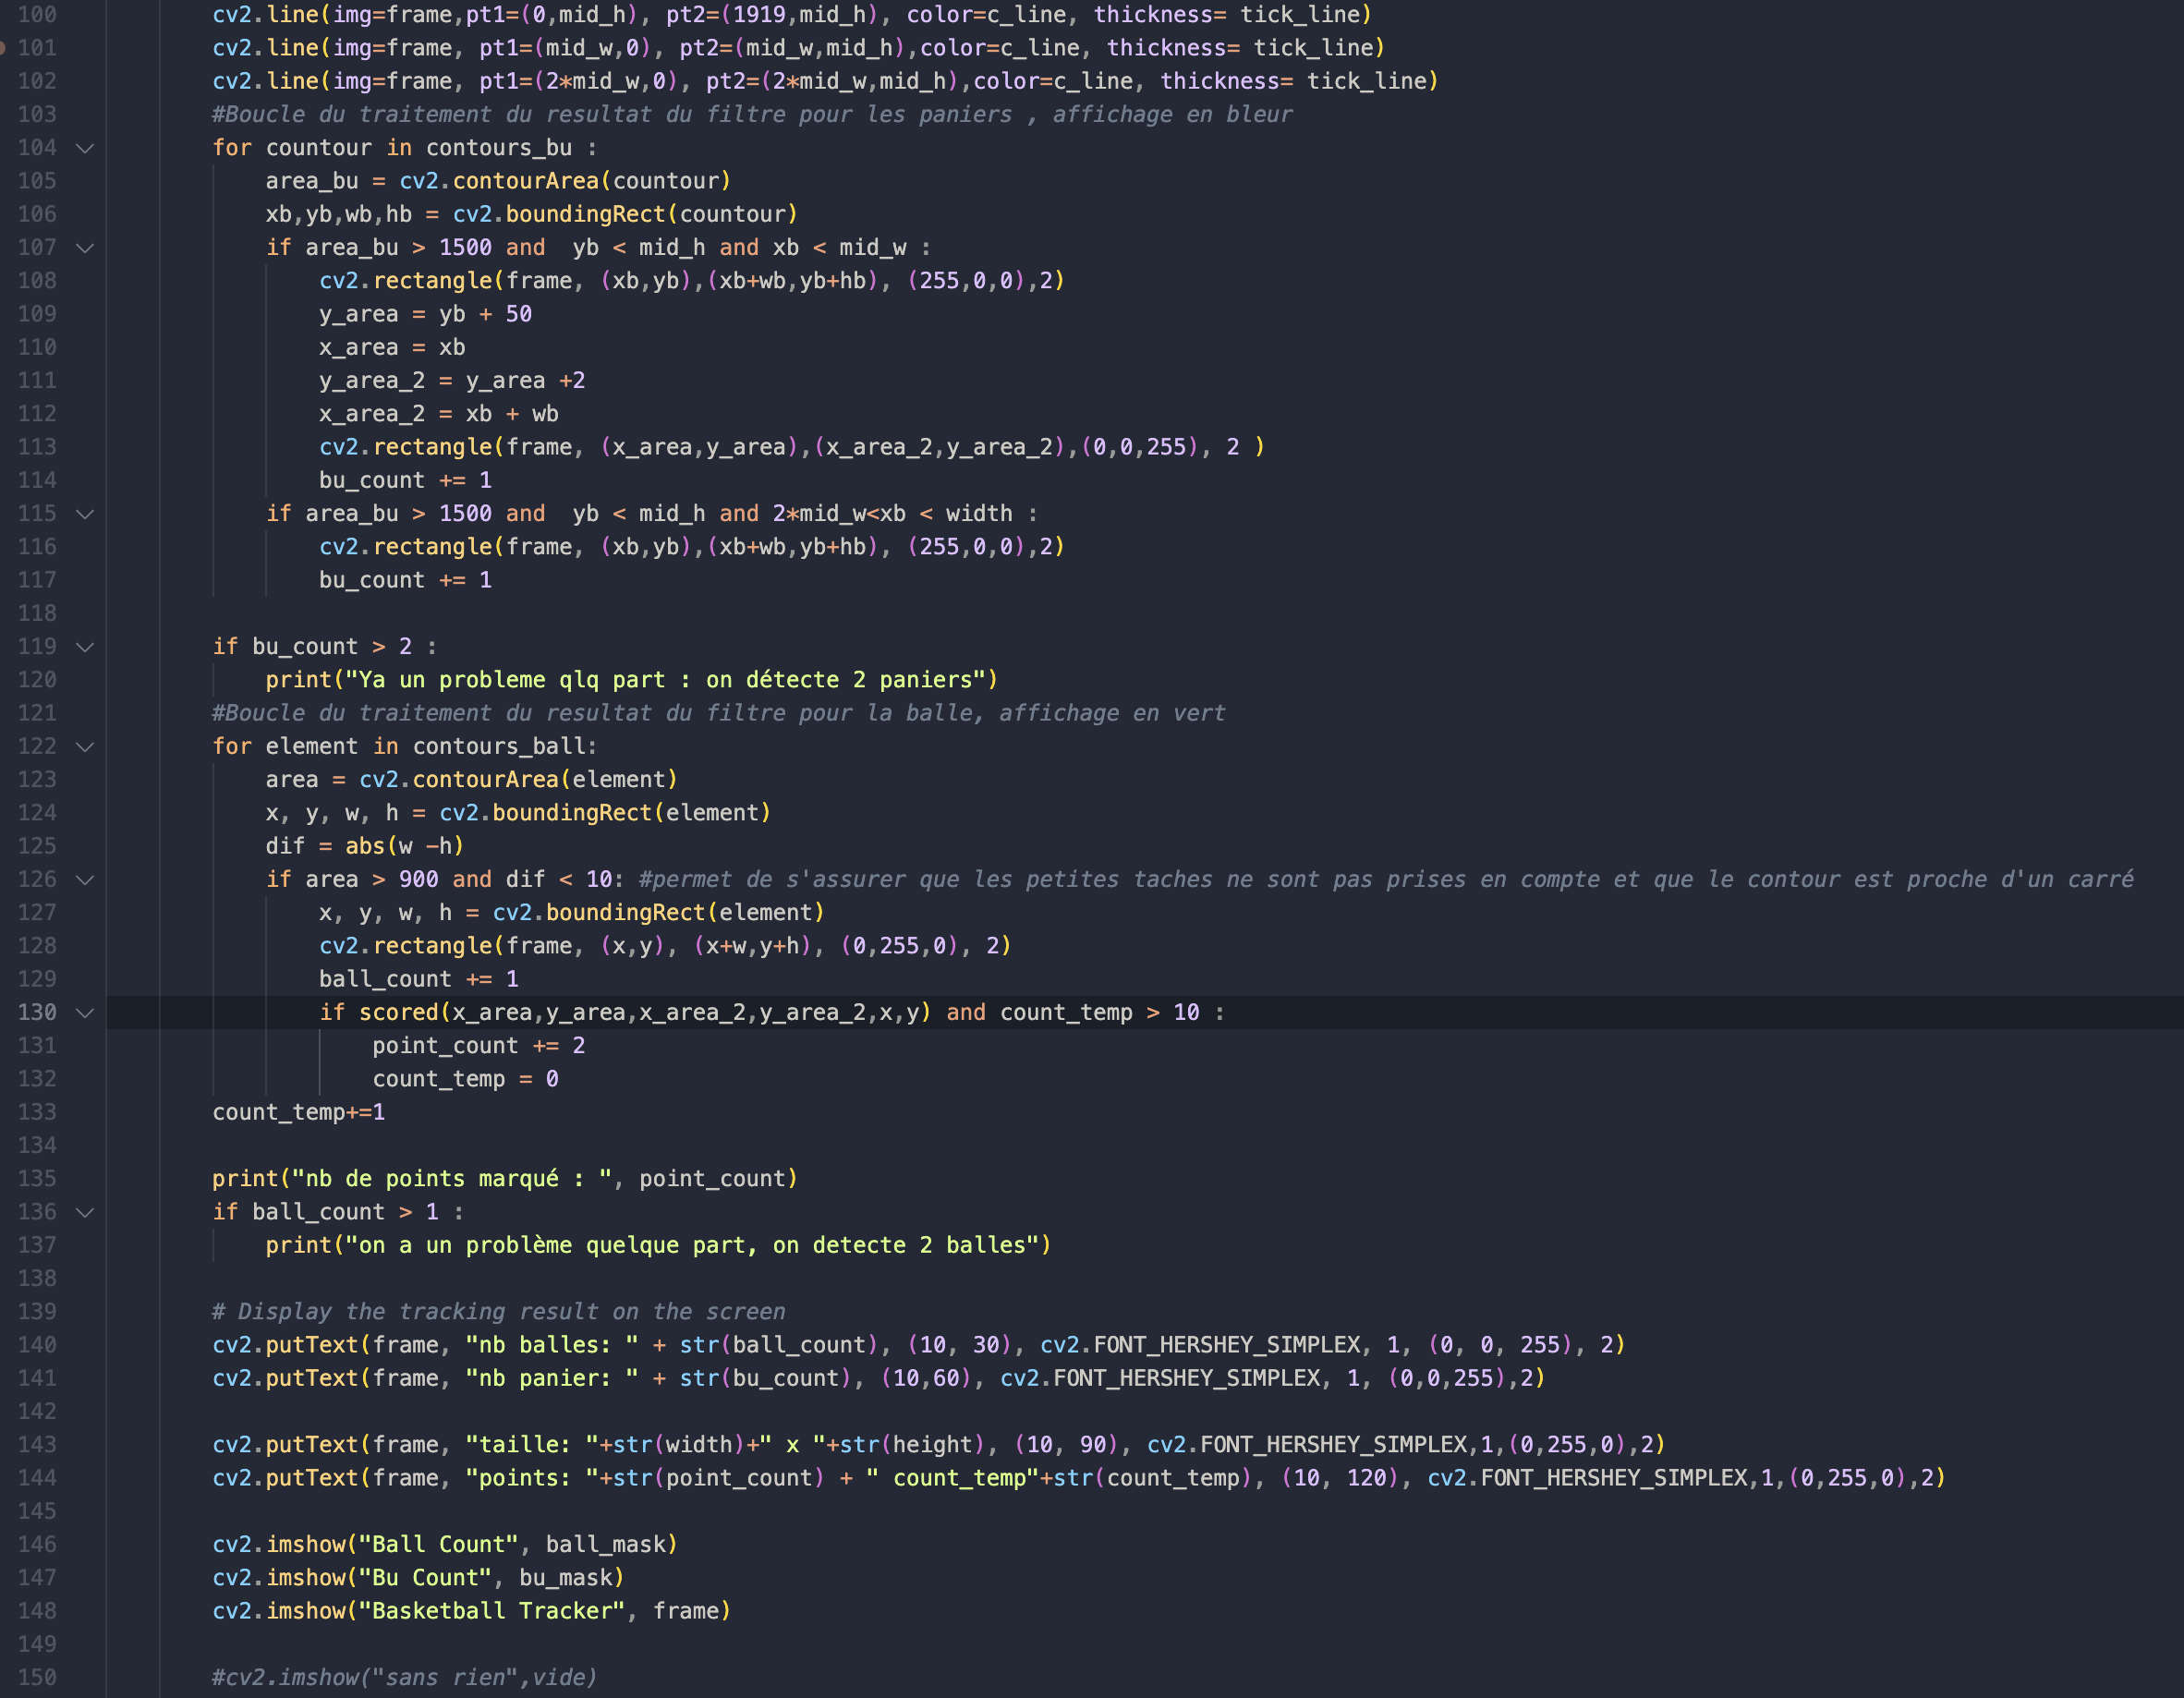 100 cv2.line(img=frame,pt1=(0,mid_h), pt2=(1919,mid_h), color=c_line, thickness= tick_line)
101 cv2.line(img=frame, pt1=(mid_w,0), pt2=(mid_w,mid_h),color=c_line, thickness= tick_line)
102 cv2.line(img=frame, pt1=(2*mid_w,0), pt2=(2*mid_w,mid_h),color=c_line, thickness= tick_line)
103 #Boucle du traitement du resultat du filtre pour les paniers , affichage en bleur
104 for countour in contours_bu :
105 area_bu = cv2.contourArea(countour)
106 xb,yb,wb,hb = cv2.boundingRect(countour)
107 if area_bu > 1500 and  yb < mid_h and xb < mid_w :
108 cv2.rectangle(frame, (xb,yb),(xb+wb,yb+hb), (255,0,0),2)
109 y_area = yb + 50
110 x_area = xb
111 y_area_2 = y_area +2
112 x_area_2 = xb + wb
113 cv2.rectangle(frame, (x_area,y_area),(x_area_2,y_area_2),(0,0,255), 2 )
114 bu_count += 1
115 if area_bu > 1500 and  yb < mid_h and 2*mid_w<xb < width :
116 cv2.rectangle(frame, (xb,yb),(xb+wb,yb+hb), (255,0,0),2)
117 bu_count += 1
118
119 if bu_count > 2 :
120 print("Ya un probleme qlq part : on détecte 2 paniers")
121 #Boucle du traitement du resultat du filtre pour la balle, affichage en vert
122 for element in contours_ball:
123 area = cv2.contourArea(element)
124 x, y, w, h = cv2.boundingRect(element)
125 dif = abs(w -h)
126 if area > 900 and dif < 10: #permet de s'assurer que les petites taches ne sont pas prises en compte et que le contour est proche d'un carré
127 x, y, w, h = cv2.boundingRect(element)
128 cv2.rectangle(frame, (x,y), (x+w,y+h), (0,255,0), 2)
129 ball_count += 1
130 if scored(x_area,y_area,x_area_2,y_area_2,x,y) and count_temp > 10 :
131 point_count += 2
132 count_temp = 0
133 count_temp+=1
134
135 print("nb de points marqué : ", point_count)
136 if ball_count > 1 :
137 print("on a un problème quelque part, on detecte 2 balles")
138
139 # Display the tracking result on the screen
140 cv2.putText(frame, "nb balles: " + str(ball_count), (10, 30), cv2.FONT_HERSHEY_SIMPLEX, 1, (0, 0, 255), 2)
141 cv2.putText(frame, "nb panier: " + str(bu_count), (10,60), cv2.FONT_HERSHEY_SIMPLEX, 1, (0,0,255),2)
142
143 cv2.putText(frame, "taille: "+str(width)+" x "+str(height), (10, 90), cv2.FONT_HERSHEY_SIMPLEX,1,(0,255,0),2)
144 cv2.putText(frame, "points: "+str(point_count) + " count_temp"+str(count_temp), (10, 120), cv2.FONT_HERSHEY_SIMPLEX,1,(0,255,0),2)
145
146 cv2.imshow("Ball Count", ball_mask)
147 cv2.imshow("Bu Count", bu_mask)
148 cv2.imshow("Basketball Tracker", frame)
149
150 #cv2.imshow("sans rien",vide)